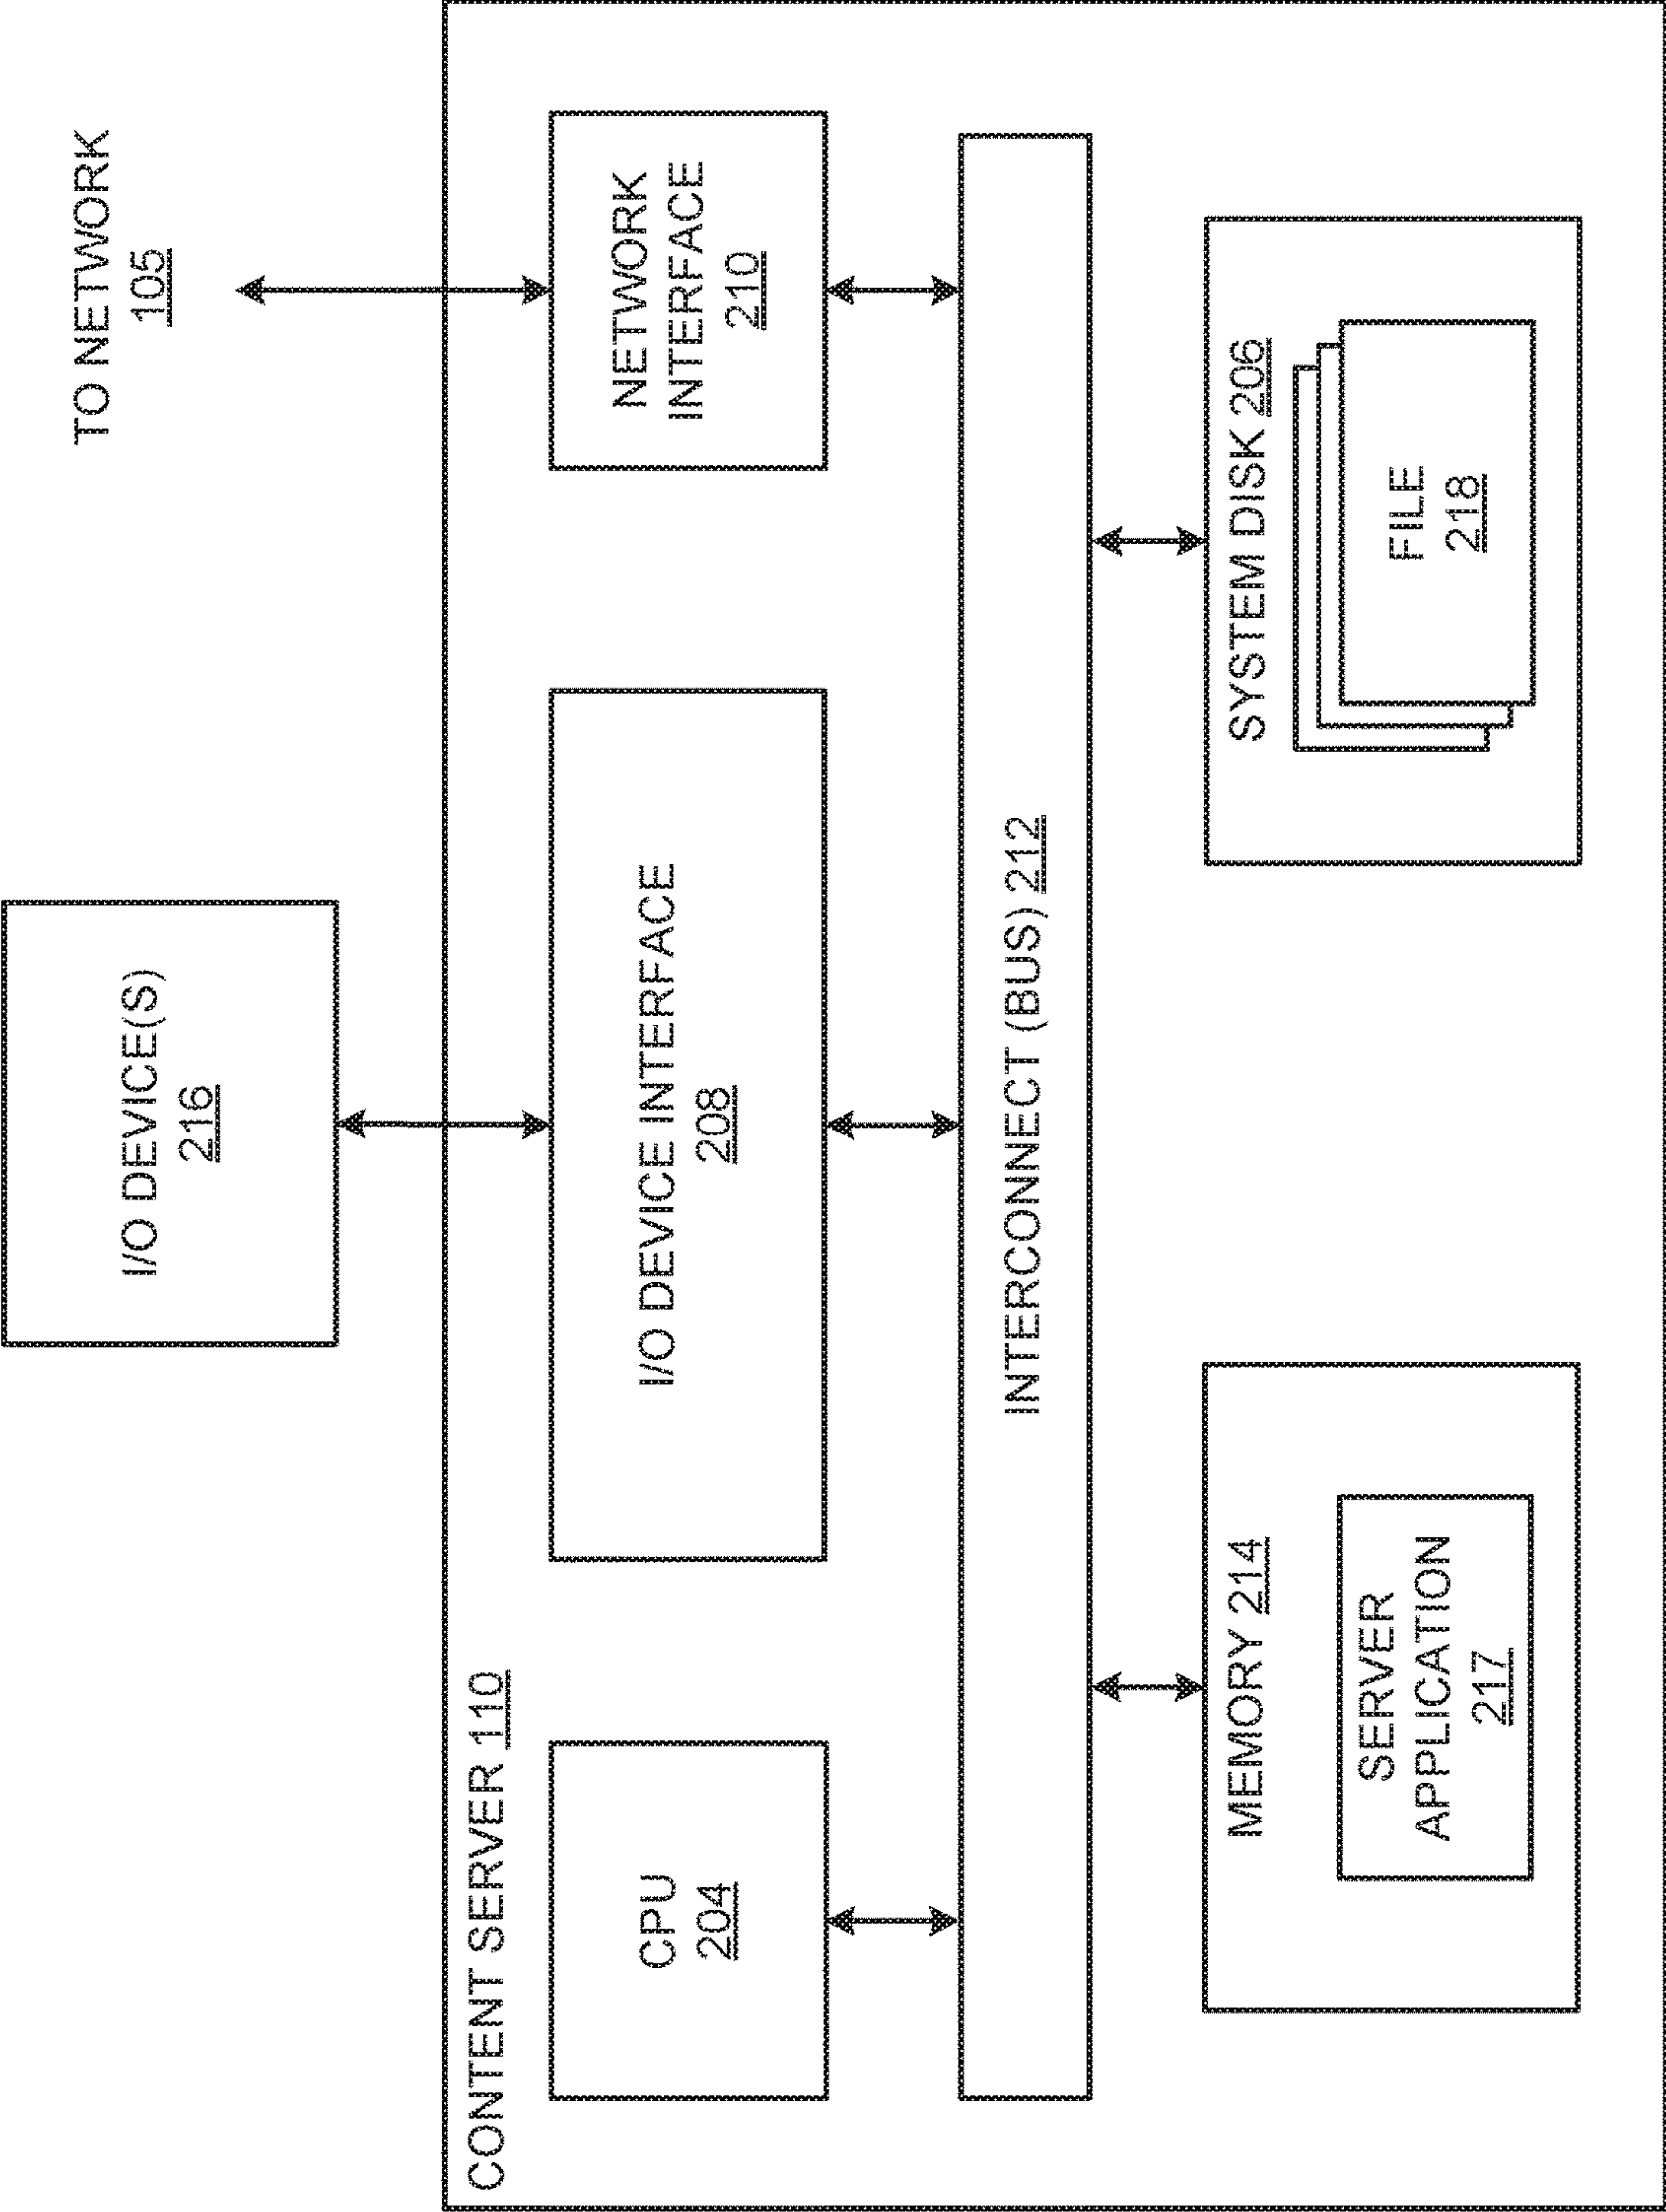 I/O DEVICE(S)
216
TO NETWORK
105
CONTENT SERVER 110
CPU
204
I/O DEVICE INTERFACE
208
NETWORK
INTERFACE
210
INTERCONNECT (BUS) 212
MEMORY 214
SERVER
APPLICATION
217
SYSTEM DISK 206
FILE
218